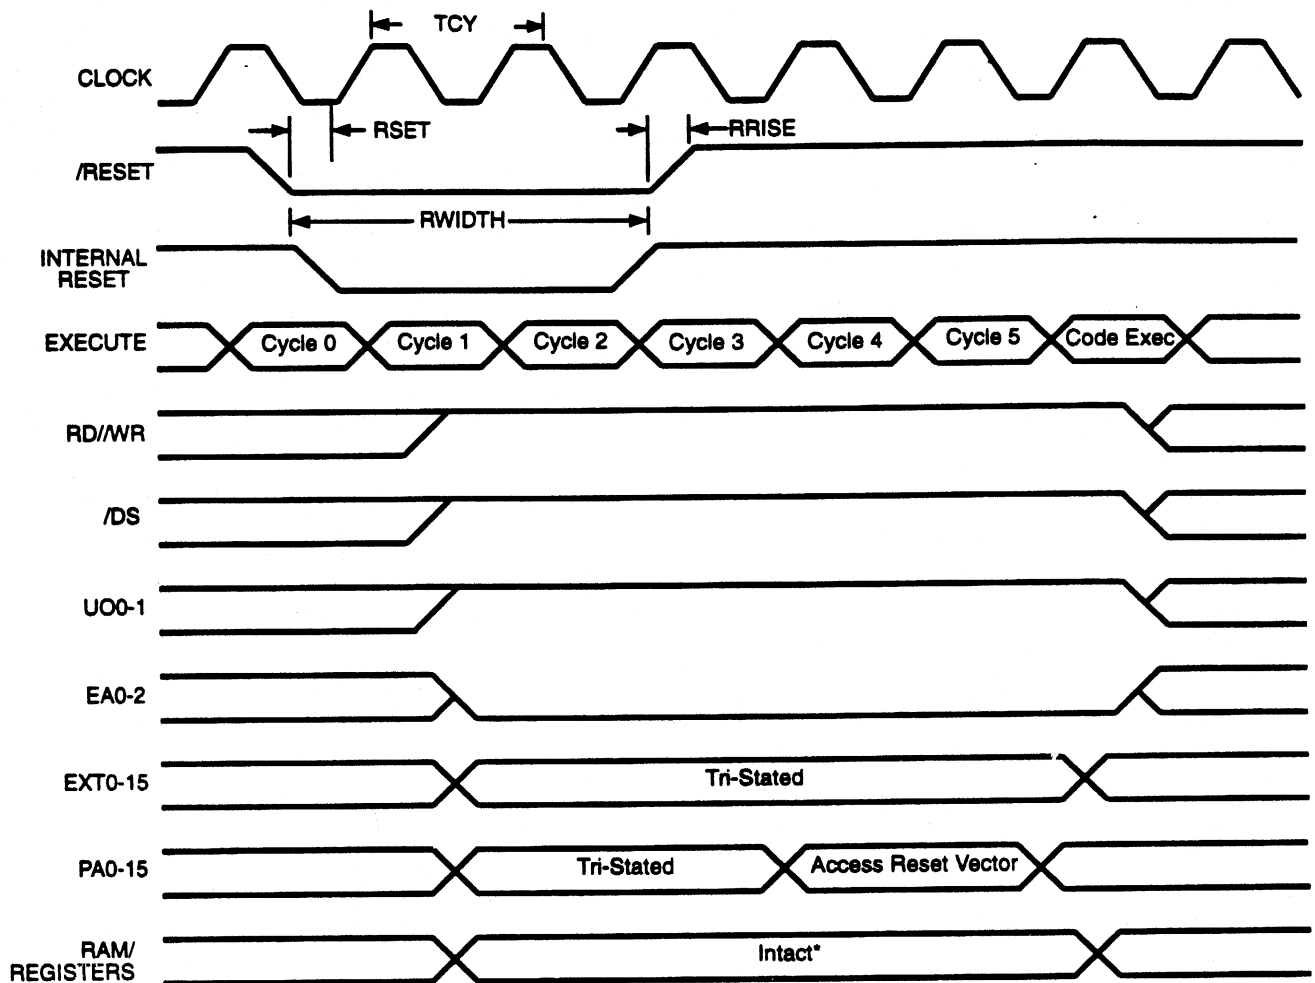 TCY
CLOCK
RSET
RRISE
/RESET
RWIDTH
INTERNAL
RESET
EXECUTE
Cycle 0
Cycle 1
Cycle 2
Cycle 3
Cycle 4
Cycle 5
Code Exec
RD//WR
/DS
UO0-1
EA0-2
EXT0-15
Tri-Stated
PA0-15
Tri-Stated
Access Reset Vector
RAM/
REGISTERS
Intact*